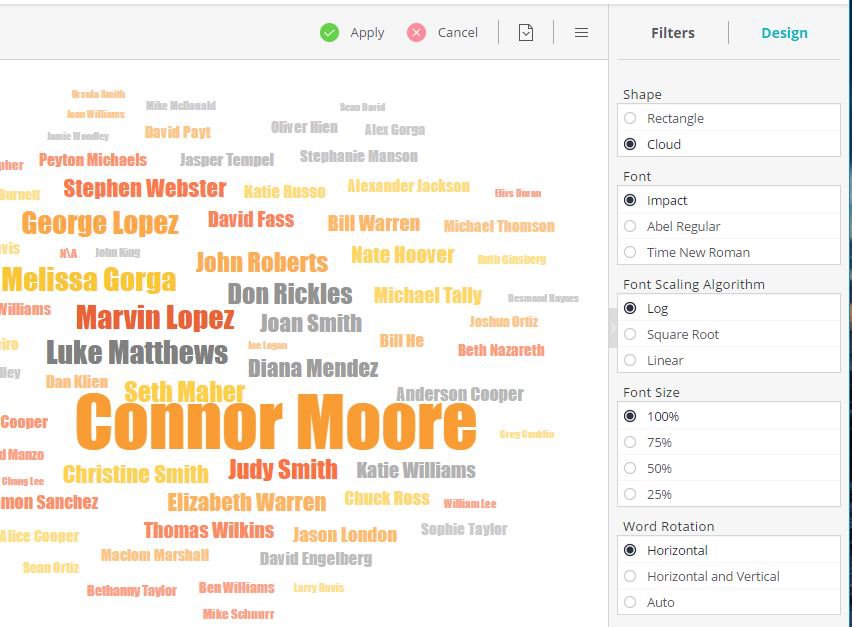 Apply Cancel
Filters Design
Ursula Smith
Mike McDonald
Sean David
Joan Williams
Jamie Woodley
David Payt
Oliver Hien
Alex Gorga
pher
Peyton Michaels
Jasper Tempel
Stephanie Manson
Burnett
Stephen Webster
Katie Russo
Alexander Jackson
Elivs Duran
George Lopez
David Fass
Bill Warren
Michael Thomson
vis
N\A
John King
John Roberts
Nate Hoover
Ruth Ginsberg
Melissa Gorga
Don Rickles
Michael Tally
Desmond Haynes
Williams
Marvin Lopez
Joan Smith
Joshua Ortiz
iro
Luke Matthews
Joe Logan
Bill He
Beth Nazareth
lley
Dan Klien
Diana Mendez
Seth Maher
Anderson Cooper
Cooper
Connor Moore
Greg Conklin
d Manzo
Chang Lee
Christine Smith
Judy Smith
Katie Williams
mon Sanchez
Elizabeth Warren
Chuck Ross
William Lee
Alice Cooper
Thomas Wilkins
Jason London
Sophie Taylor
Sean Ortiz
Maclom Marshall
David Engelberg
Bethanny Taylor
Ben Williams
Larry Davis
Mike Schnurr
Shape
Rectangle
Cloud
Font
Impact
Abel Regular
Time New Roman
Font Scaling Algorithm
Log
Square Root
Linear
Font Size
100%
75%
50%
25%
Word Rotation
Horizontal
Horizontal and Vertical
Auto